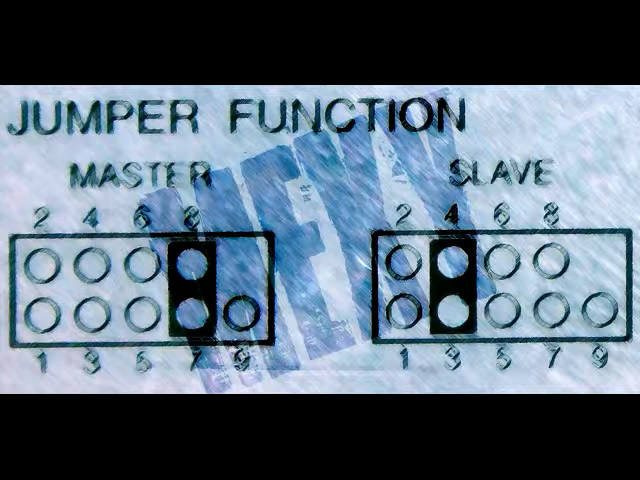 JUMPER FUNCTION
MASTER SLAVE
2 4 6 8 2 4 6 8
1 3 5 7 9 1 3 5 7 9